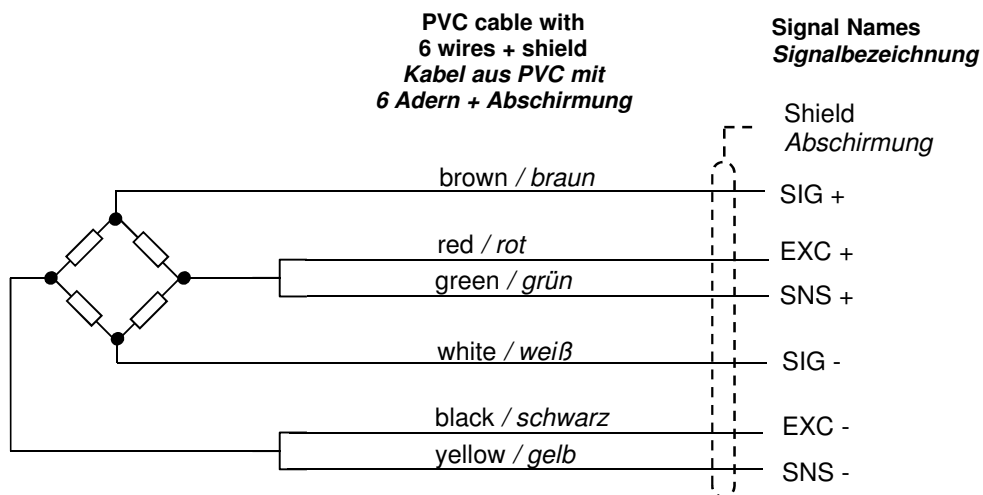 PVC cable with
6 wires + shield
Kabel aus PVC mit
6 Adern + Abschirmung
Signal Names
Signalbezeichnung
Shield
Abschirmung
brown / braun
SIG +
red / rot
EXC +
green / grün
SNS +
white / weiß
SIG -
black / schwarz
EXC -
yellow / gelb
SNS -